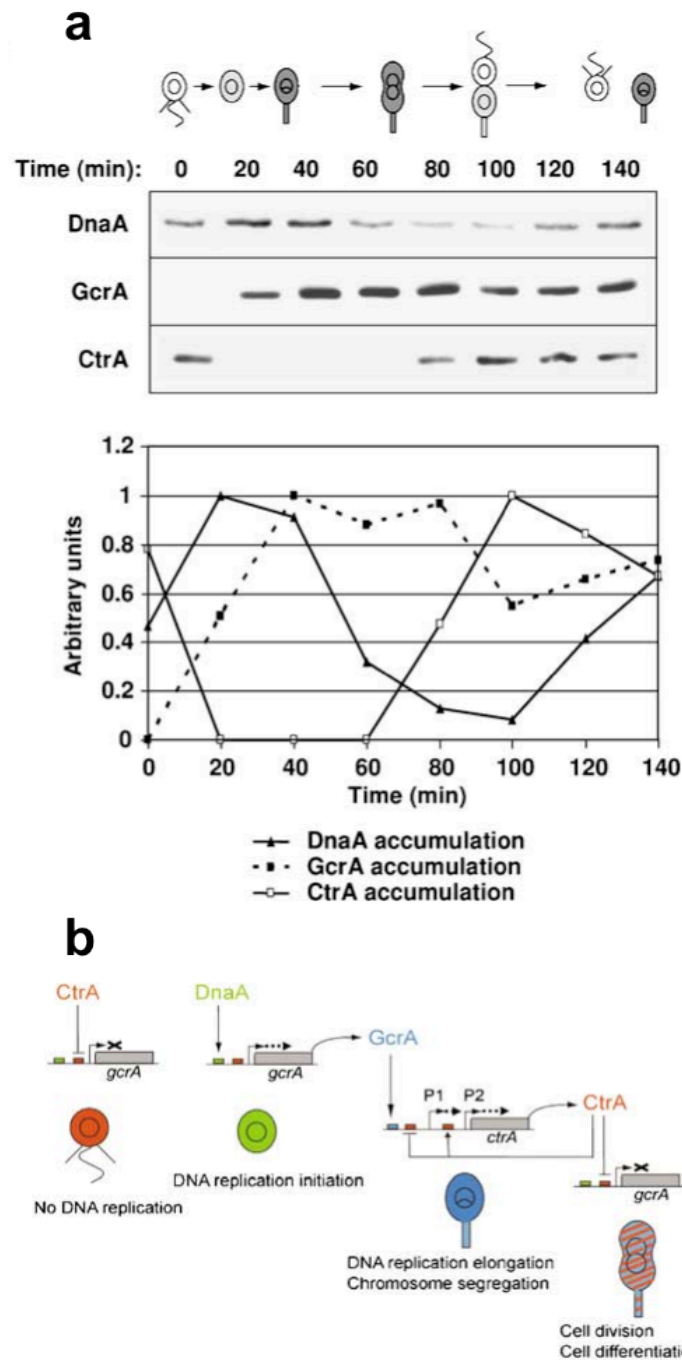 a
Time (min): 0 20 40 60 80 100 120 140
DnaA
GcrA
CtrA
1.2
1
0.8
0.6
0.4
0.2
0
Arbitrary units
0 20 40 60 80 100 120 140
Time (min)
DnaA accumulation
GcrA accumulation
CtrA accumulation
b
CtrA
gcrA
No DNA replication
DnaA
gcrA
DNA replication initiation
GcrA
P1 P2
ctrA
DNA replication elongation
Chromosome segregation
CtrA
gcrA
Cell division
Cell differentiati